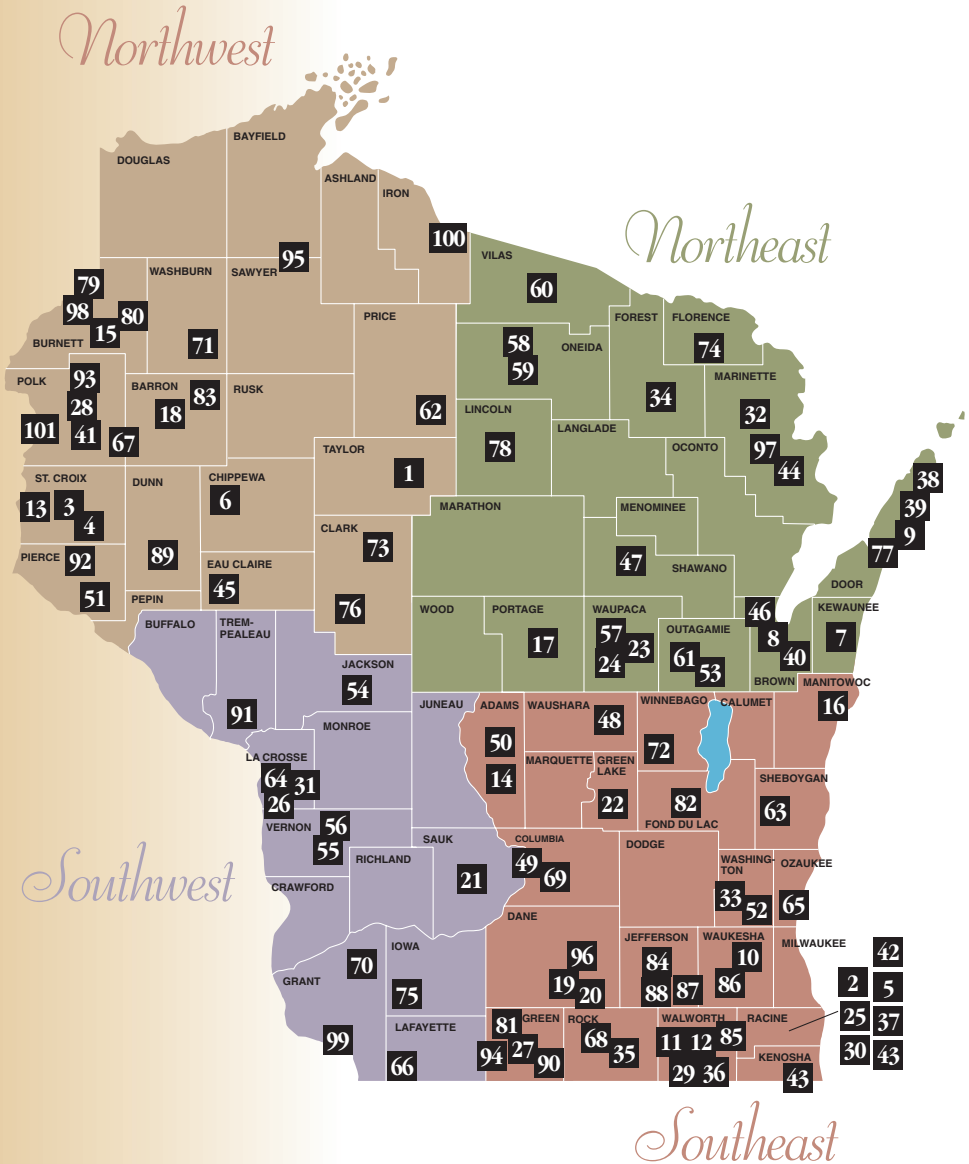 Northwest
BAYFIELD
DOUGLAS
ASHLAND
IRON
Northeast
100
VILAS
95
WASHBURN
SAWYER
79
60
98
80
PRICE
FOREST
FLORENCE
15
BURNETT
71
58
ONEIDA
74
59
POLK
93
BARRON
83
RUSK
MARINETTE
28
18
62
LINCOLN
34
32
101
41
67
LANGLADE
TAYLOR
78
OCONTO
97
1
44
ST. CROIX
DUNN
CHIPPEWA
38
6
13
3
MARATHON
MENOMINEE
39
4
CLARK
9
PIERCE
92
89
73
77
EAU CLAIRE
47
SHAWANO
45
DOOR
51
PEPIN
76
WOOD
PORTAGE
WAUPACA
46
KEWAUNEE
BUFFALO
TREM-
PEALEAU
57
OUTAGAMIE
8
7
17
23
61
40
24
53
JACKSON
BROWN
MANITOWOC
54
JUNEAU
ADAMS
WAUSHARA
WINNEBAGO
CALUMET
16
91
48
MONROE
50
72
LA CROSSE
MARQUETTE
GREEN
LAKE
64
31
14
SHEBOYGAN
26
22
82
63
VERNON
56
FOND DU LAC
SAUK
COLUMBIA
DODGE
55
RICHLAND
49
WASHING-
TON
OZAUKEE
Southwest
69
CRAWFORD
21
33
52
65
DANE
JEFFERSON
WAUKESHA
MILWAUKEE
IOWA
42
70
96
84
10
GRANT
19
20
88
87
86
2
5
75
LAFAYETTE
81
GREEN
ROCK
WALWORTH
RACINE
25
37
99
68
11
12
85
27
35
30
43
94
90
KENOSHA
66
29
36
43
Southeast